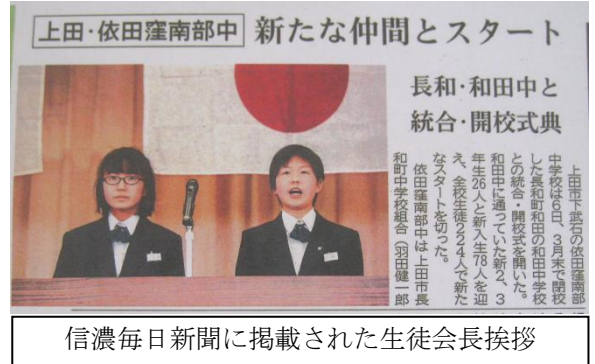 上田・依田窪南部中 新たな仲間とスタート
長和・和田中と
統合・開校式典
上田市下武石の依田窪南部
中学校は6日、3月末で閉校
した長和町和田の和田中学校
との統合・開校式を開いた。
和田中に通っていた新2、3
年生26人と新入生78人を迎
え、全校生徒224人で新た
なスタートを切った。
依田窪南部中は上田市長
和町中学校組合(羽田健一郎
信濃毎日新聞に掲載された生徒会長挨拶